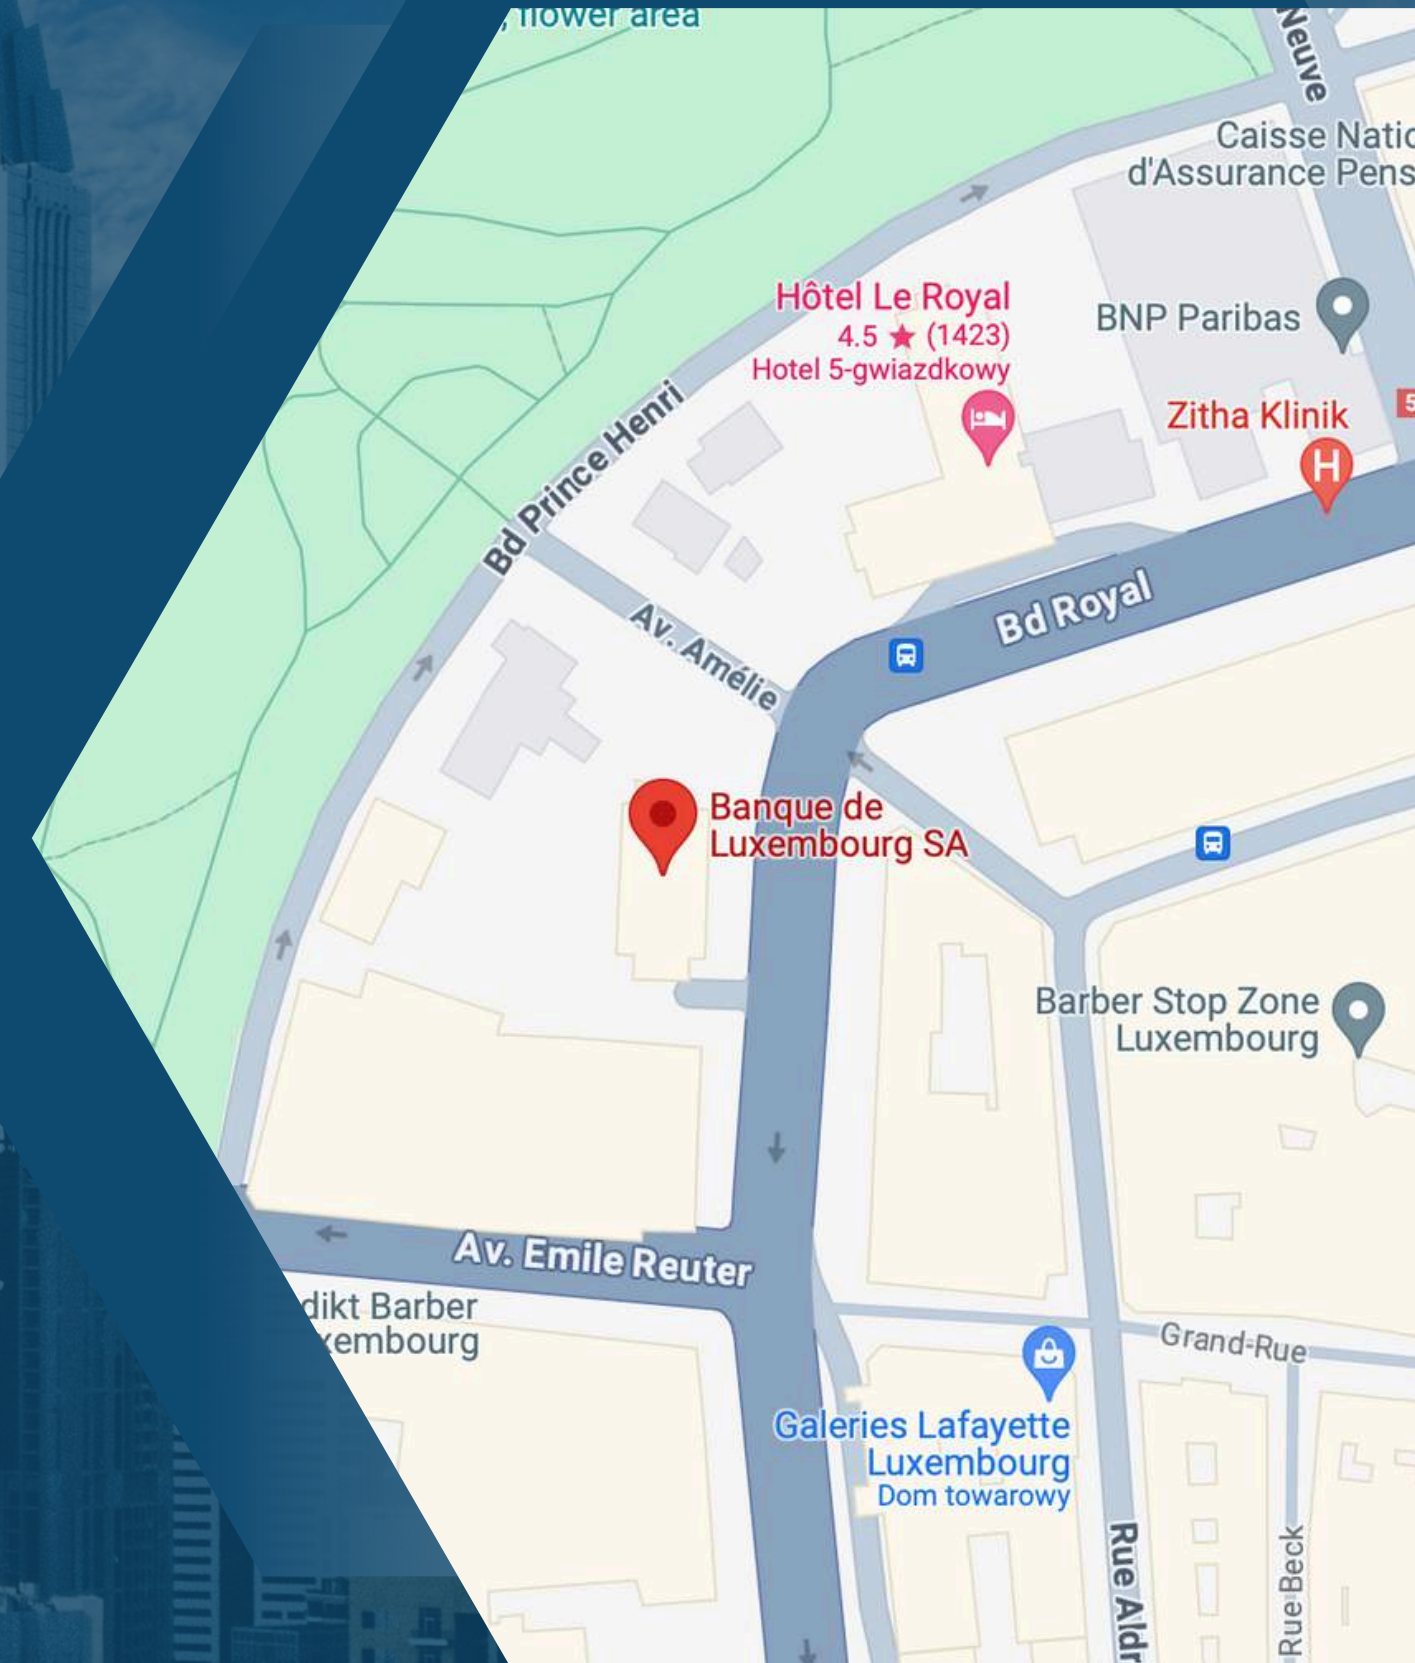 , flower area
Neuve
Caisse Natio
d'Assurance Pens
Hôtel Le Royal
4.5 ★ (1423)
Hotel 5-gwiazdkowy
BNP Paribas
Zitha Klinik
5
H
Bd Prince Henri
Bd Royal
Av. Amélie
Banque de
Luxembourg SA
Barber Stop Zone
Luxembourg
Av. Emile Reuter
dikt Barber
xembourg
Grand-Rue
Galeries Lafayette
Luxembourg
Dom towarowy
Rue Aldr
Rue Beck